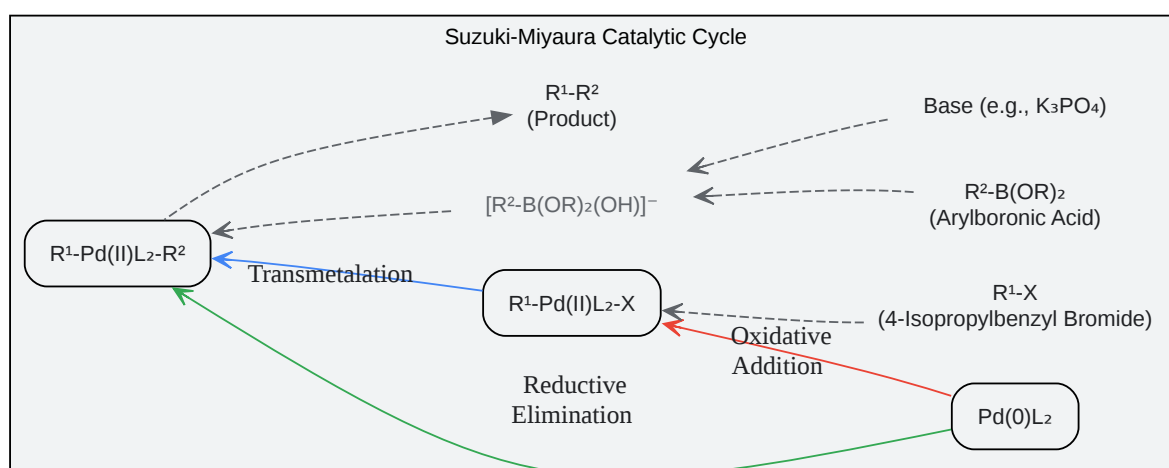 Suzuki-Miyaura Catalytic Cycle
R¹-R²
(Product)
Base (e.g., K₃PO₄)
[R²-B(OR)₂(OH)]⁻
R²-B(OR)₂
(Arylboronic Acid)
R¹-Pd(II)L₂-R²
Transmetalation
R¹-Pd(II)L₂-X
R¹-X
(4-Isopropylbenzyl Bromide)
Oxidative
Addition
Reductive
Elimination
Pd(0)L₂